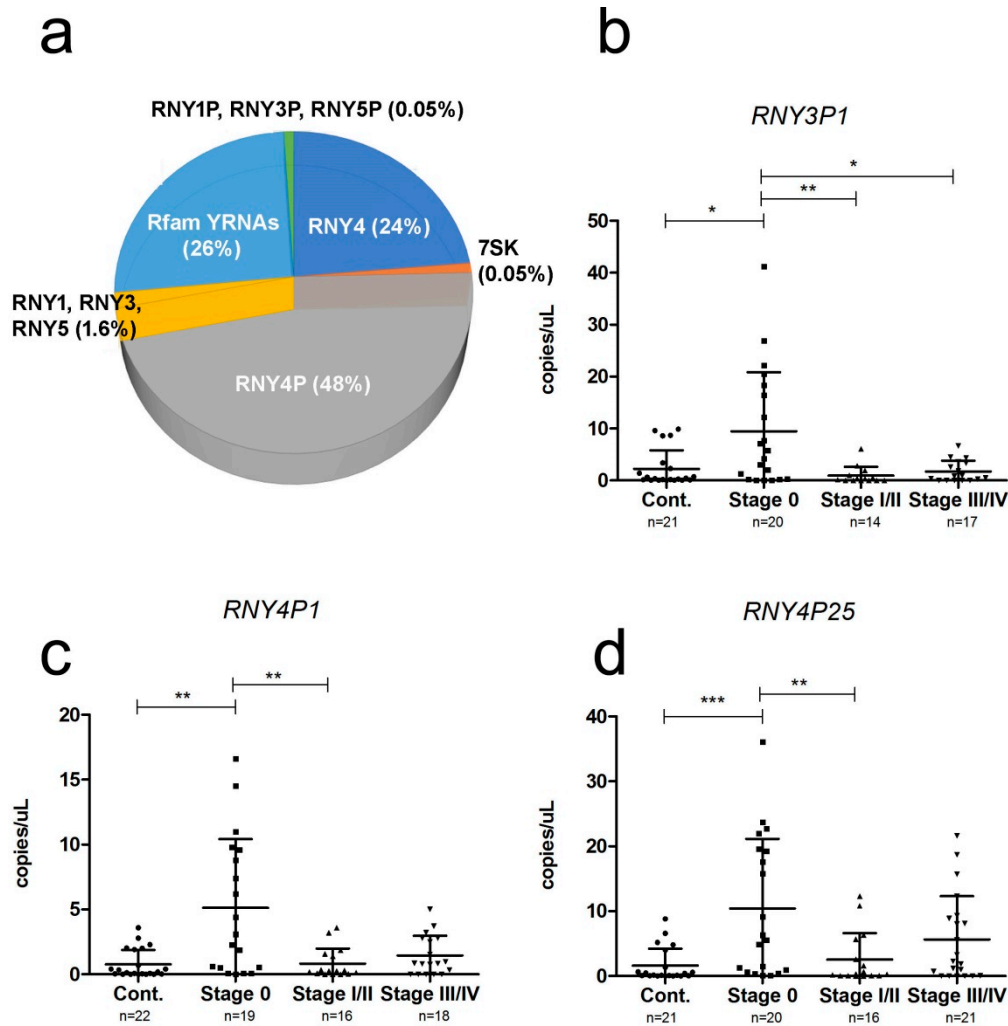 a
RNY1P, RNY3P, RNY5P (0.05%)
Rfam YRNAs
(26%)
RNY4 (24%)
7SK
(0.05%)
RNY1, RNY3,
RNY5 (1.6%)
RNY4P (48%)
b
RNY3P1
*
**
*
50
40
30
20
10
0
copies/uL
Cont. Stage 0 Stage I/II Stage III/IV
n=21 n=20 n=14 n=17
c
RNY4P1
**
**
20
15
10
5
0
copies/uL
Cont. Stage 0 Stage I/II Stage III/IV
n=22 n=19 n=16 n=18
d
RNY4P25
***
**
40
30
20
10
0
copies/uL
Cont. Stage 0 Stage I/II Stage III/IV
n=21 n=20 n=16 n=21